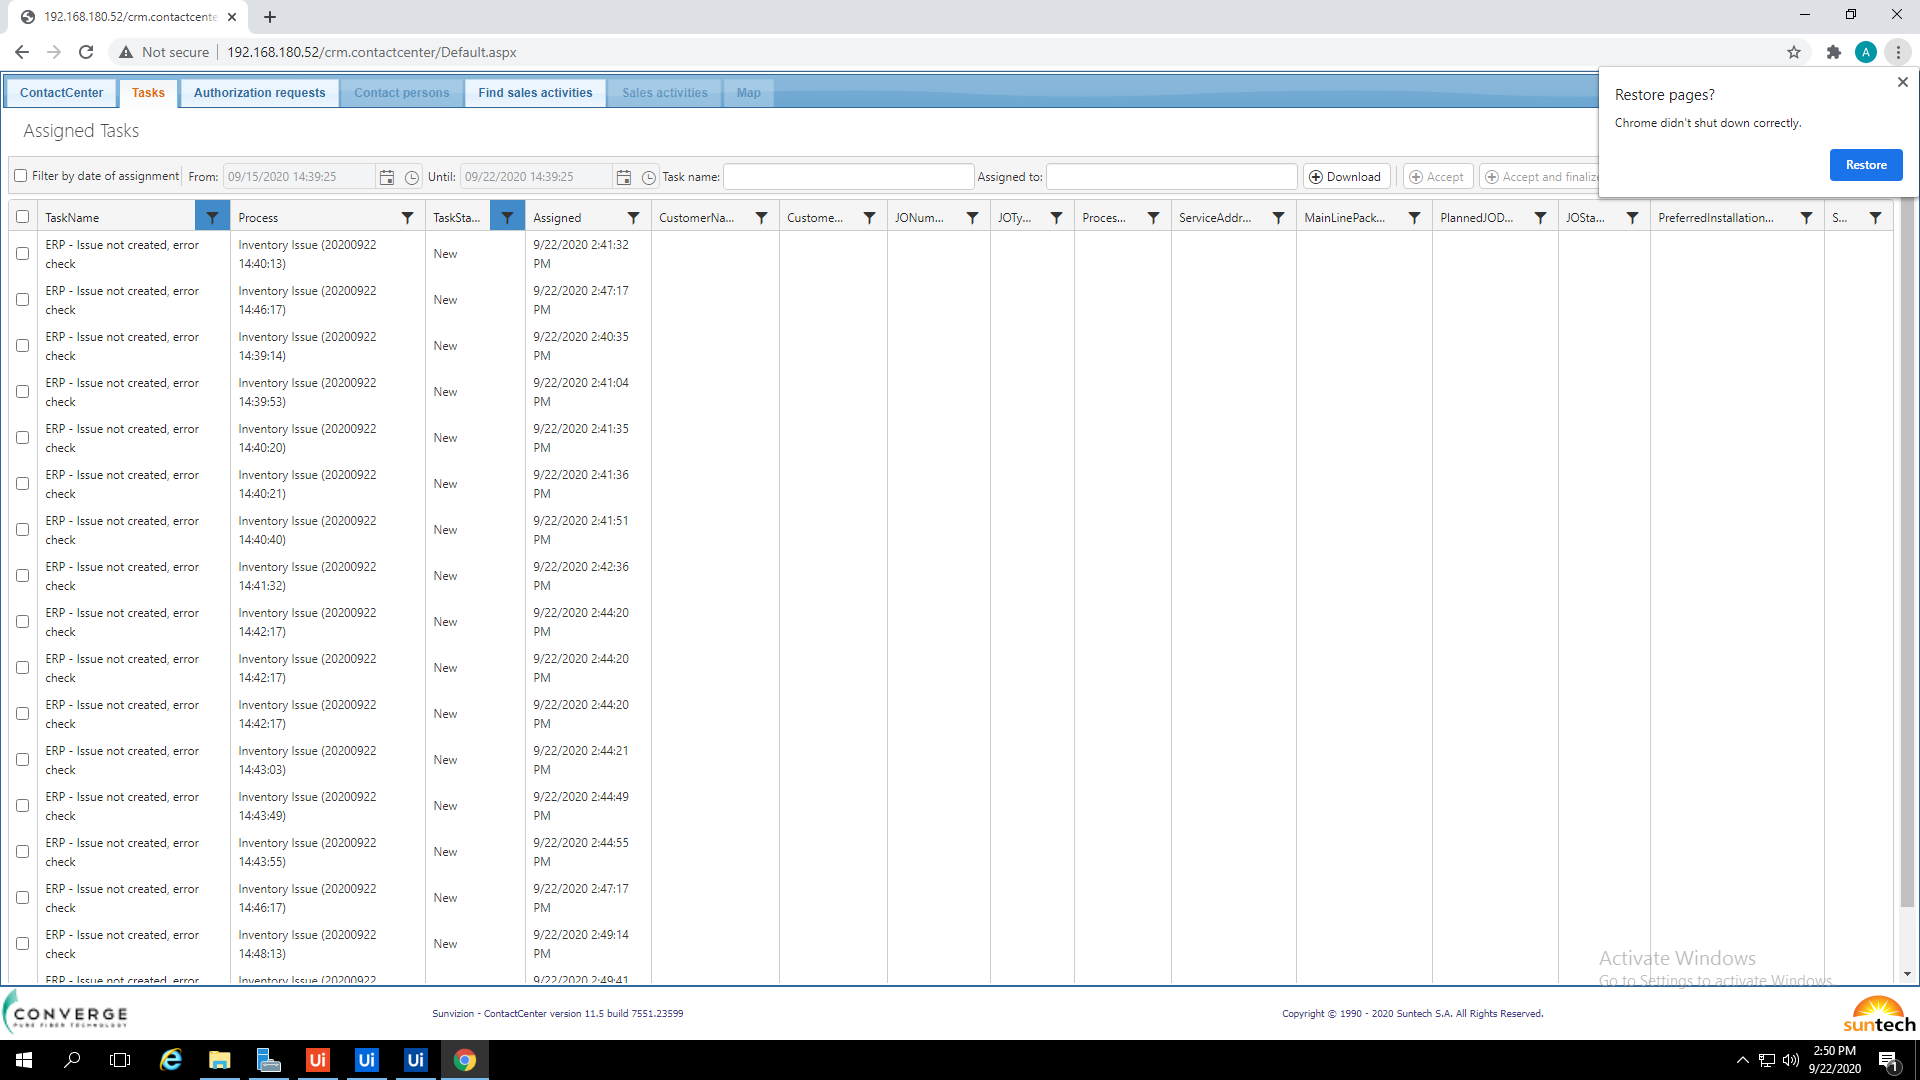 192.168.180.52/crm.contactcente
Not secure
192.168.180.52/crm.contactcenter/Default.aspx
A
ContactCenter
Tasks
Authorization requests
Contact persons
Find sales activities
Sales activities
Map
Restore pages?
Chrome didn't shut down correctly.
Restore
Assigned Tasks
Filter by date of assignment
From:
09/15/2020 14:39:25
Until:
09/22/2020 14:39:25
Task name:
Assigned to:
Download
Accept
Accept and finalize
TaskName
Process
TaskSta...
Assigned
CustomerNa...
Custome...
JONum...
JOTy...
Proces...
ServiceAddr...
MainLinePack...
PlannedJOD...
JOSta...
PreferredInstallation...
S...
ERP - Issue not created, error
check
Inventory Issue (20200922
14:40:13)
New
9/22/2020 2:41:32
PM
ERP - Issue not created, error
check
Inventory Issue (20200922
14:46:17)
New
9/22/2020 2:47:17
PM
ERP - Issue not created, error
check
Inventory Issue (20200922
14:39:14)
New
9/22/2020 2:40:35
PM
ERP - Issue not created, error
check
Inventory Issue (20200922
14:39:53)
New
9/22/2020 2:41:04
PM
ERP - Issue not created, error
check
Inventory Issue (20200922
14:40:20)
New
9/22/2020 2:41:35
PM
ERP - Issue not created, error
check
Inventory Issue (20200922
14:40:21)
New
9/22/2020 2:41:36
PM
ERP - Issue not created, error
check
Inventory Issue (20200922
14:40:40)
New
9/22/2020 2:41:51
PM
ERP - Issue not created, error
check
Inventory Issue (20200922
14:41:32)
New
9/22/2020 2:42:36
PM
ERP - Issue not created, error
check
Inventory Issue (20200922
14:42:17)
New
9/22/2020 2:44:20
PM
ERP - Issue not created, error
check
Inventory Issue (20200922
14:42:17)
New
9/22/2020 2:44:20
PM
ERP - Issue not created, error
check
Inventory Issue (20200922
14:42:17)
New
9/22/2020 2:44:20
PM
ERP - Issue not created, error
check
Inventory Issue (20200922
14:43:03)
New
9/22/2020 2:44:21
PM
ERP - Issue not created, error
check
Inventory Issue (20200922
14:43:49)
New
9/22/2020 2:44:49
PM
ERP - Issue not created, error
check
Inventory Issue (20200922
14:43:55)
New
9/22/2020 2:44:55
PM
ERP - Issue not created, error
check
Inventory Issue (20200922
14:46:17)
New
9/22/2020 2:47:17
PM
ERP - Issue not created, error
check
Inventory Issue (20200922
14:48:13)
New
9/22/2020 2:49:14
PM
ERP - Issue not created, error
Inventory Issue (20200922
9/22/2020 2:49:41
Activate Windows
Go to Settings to activate Windows.
CONVERGE
PURE FIBER TECHNOLOGY
Sunvizion - ContactCenter version 11.5 build 7551.23599
Copyright © 1990 - 2020 Suntech S.A. All Rights Reserved.
suntech
Ui
Ui
Ui
2:50 PM
9/22/2020
1